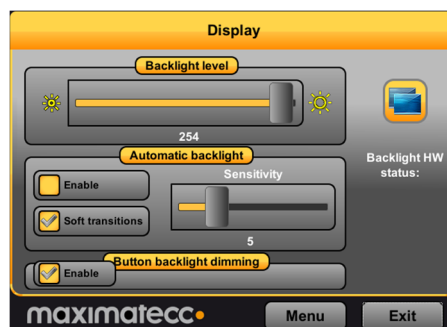 Display
Backlight level
254
Automatic backlight
Enable
Sensitivity
Soft transitions
5
Button backlight dimming
Enable
Backlight HW
status:
maximatecc
Menu
Exit